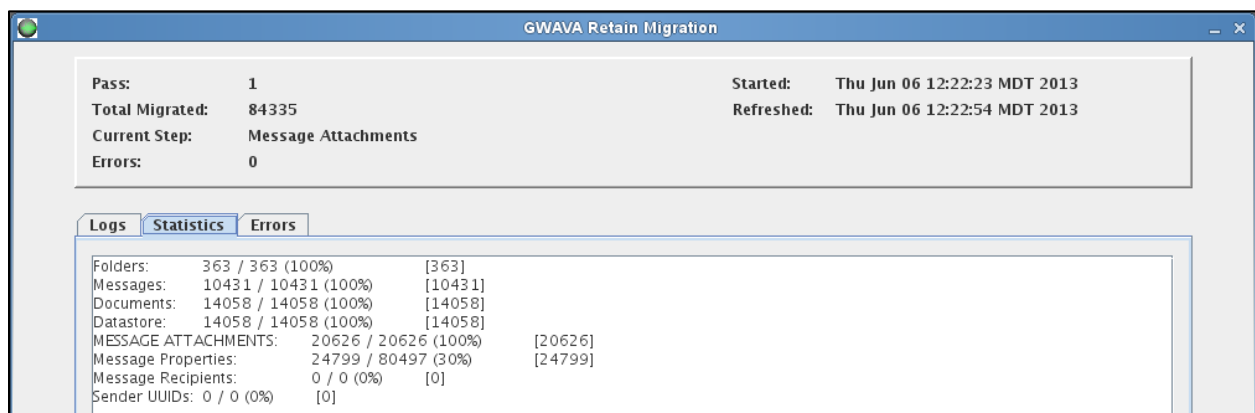 GWAVA Retain Migration
Pass: 1 Started: Thu Jun 06 12:22:23 MDT 2013
Total Migrated: 84335 Refreshed: Thu Jun 06 12:22:54 MDT 2013
Current Step: Message Attachments
Errors: 0
Logs Statistics Errors
Folders: 363 / 363 (100%) [363]
Messages: 10431 / 10431 (100%) [10431]
Documents: 14058 / 14058 (100%) [14058]
Datastore: 14058 / 14058 (100%) [14058]
MESSAGE ATTACHMENTS: 20626 / 20626 (100%) [20626]
Message Properties: 24799 / 80497 (30%) [24799]
Message Recipients: 0 / 0 (0%) [0]
Sender UUIDs: 0 / 0 (0%) [0]